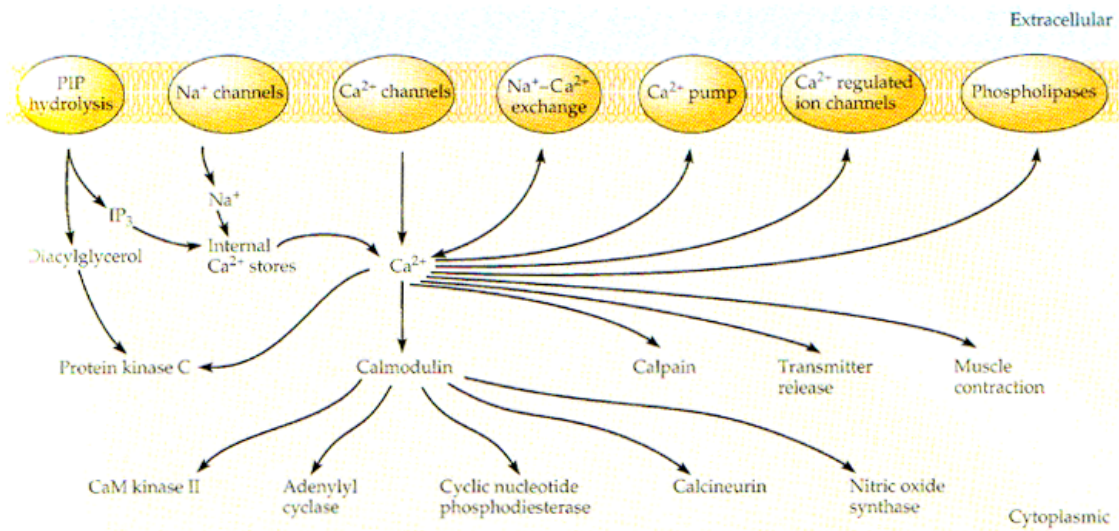 Extracellular
PIP
hydrolysis
Na⁺ channels
Ca²⁺ channels
Na⁺–Ca²⁺
exchange
Ca²⁺ pump
Ca²⁺ regulated
ion channels
Phospholipases
Na⁺
IP₃
Diacylglycerol
Internal
Ca²⁺ stores
Ca²⁺
Protein kinase C
Calmodulin
Calpain
Transmitter
release
Muscle
contraction
CaM kinase II
Adenylyl
cyclase
Cyclic nucleotide
phosphodiesterase
Calcineurin
Nitric oxide
synthase
Cytoplasmic